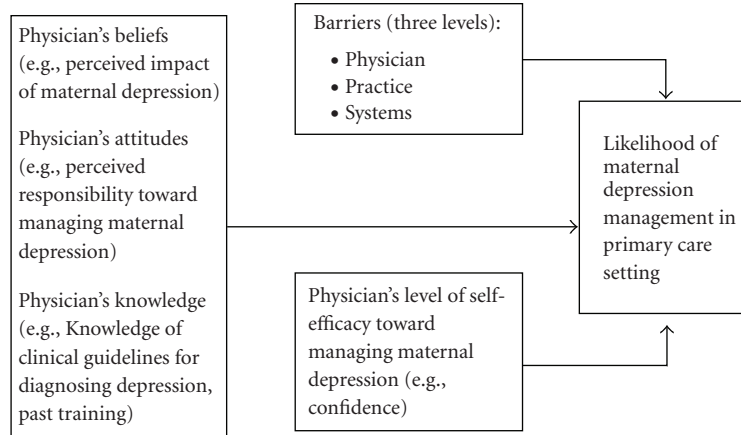 Physician's beliefs
(e.g., perceived impact
of maternal depression)
Physician's attitudes
(e.g., perceived
responsibility toward
managing maternal
depression)
Physician's knowledge
(e.g., Knowledge of
clinical guidelines for
diagnosing depression,
past training)
Barriers (three levels):
• Physician
• Practice
• Systems
Physician's level of self-
efficacy toward
managing maternal
depression (e.g.,
confidence)
Likelihood of
maternal
depression
management in
primary care
setting